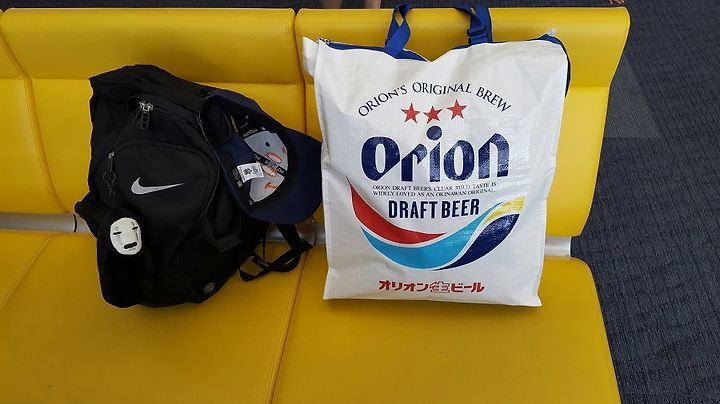 ORION'S ORIGINAL BREW
orion
ORION DRAFT BEER'S CLEAR MILD TASTE IS
WIDELY LOVED AS AN OKINAWAN ORIGINAL.
DRAFT BEER
オリオン生ビール